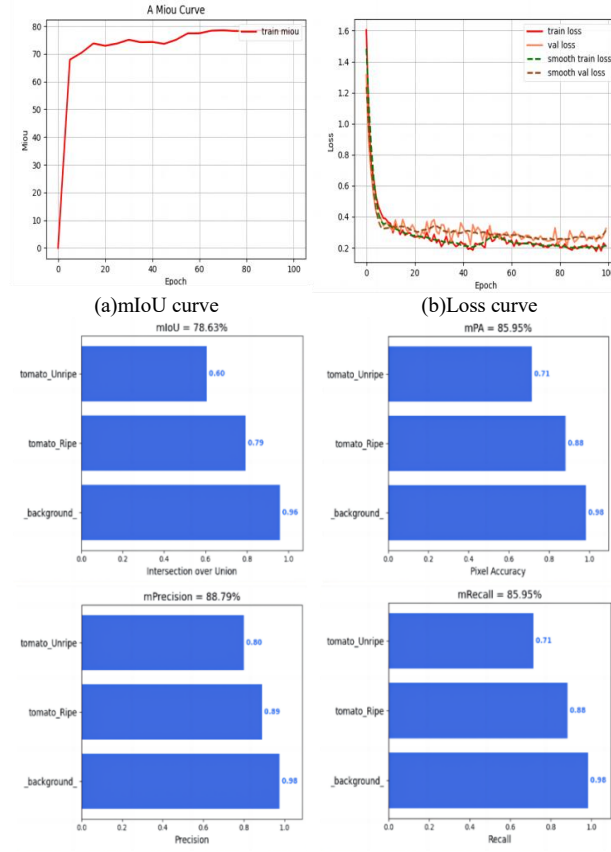 A Miou Curve
80
70
60
50
40
30
20
10
0
Miou
train miou
0 20 40 60 80 100
Epoch
1.6
1.4
1.2
1.0
0.8
0.6
0.4
0.2
Loss
train loss
val loss
smooth train loss
smooth val loss
0 20 40 60 80 100
Epoch
(a)mIoU curve
(b)Loss curve
mIoU = 78.63%
tomato_Unripe 0.60
tomato_Ripe 0.79
_background_ 0.96
0.0 0.2 0.4 0.6 0.8 1.0
Intersection over Union
mPA = 85.95%
tomato_Unripe 0.71
tomato_Ripe 0.88
_background_ 0.98
0.0 0.2 0.4 0.6 0.8 1.0
Pixel Accuracy
mPrecision = 88.79%
tomato_Unripe 0.80
tomato_Ripe 0.89
_background_ 0.98
0.0 0.2 0.4 0.6 0.8 1.0
Precision
mRecall = 85.95%
tomato_Unripe 0.71
tomato_Ripe 0.88
_background_ 0.98
0.0 0.2 0.4 0.6 0.8 1.0
Recall